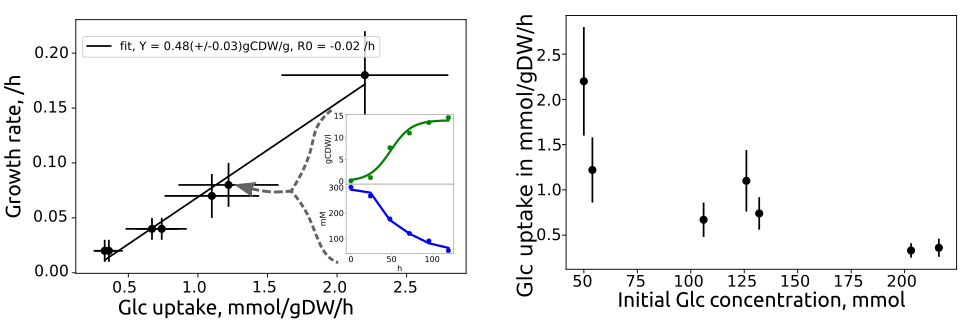 Growth rate, /h
0.20
0.15
0.10
0.05
0.00
fit, Y = 0.48(+/-0.03)gCDW/g, R0 = -0.02 /h
0.5 1.0 1.5 2.0 2.5
Glc uptake, mmol/gDW/h
gCDW/l
15
10
5
0
mM
300
200
100
0 50 100
h
Glc uptake in mmol/gDW/h
2.5
2.0
1.5
1.0
0.5
50 75 100 125 150 175 200
Initial Glc concentration, mmol